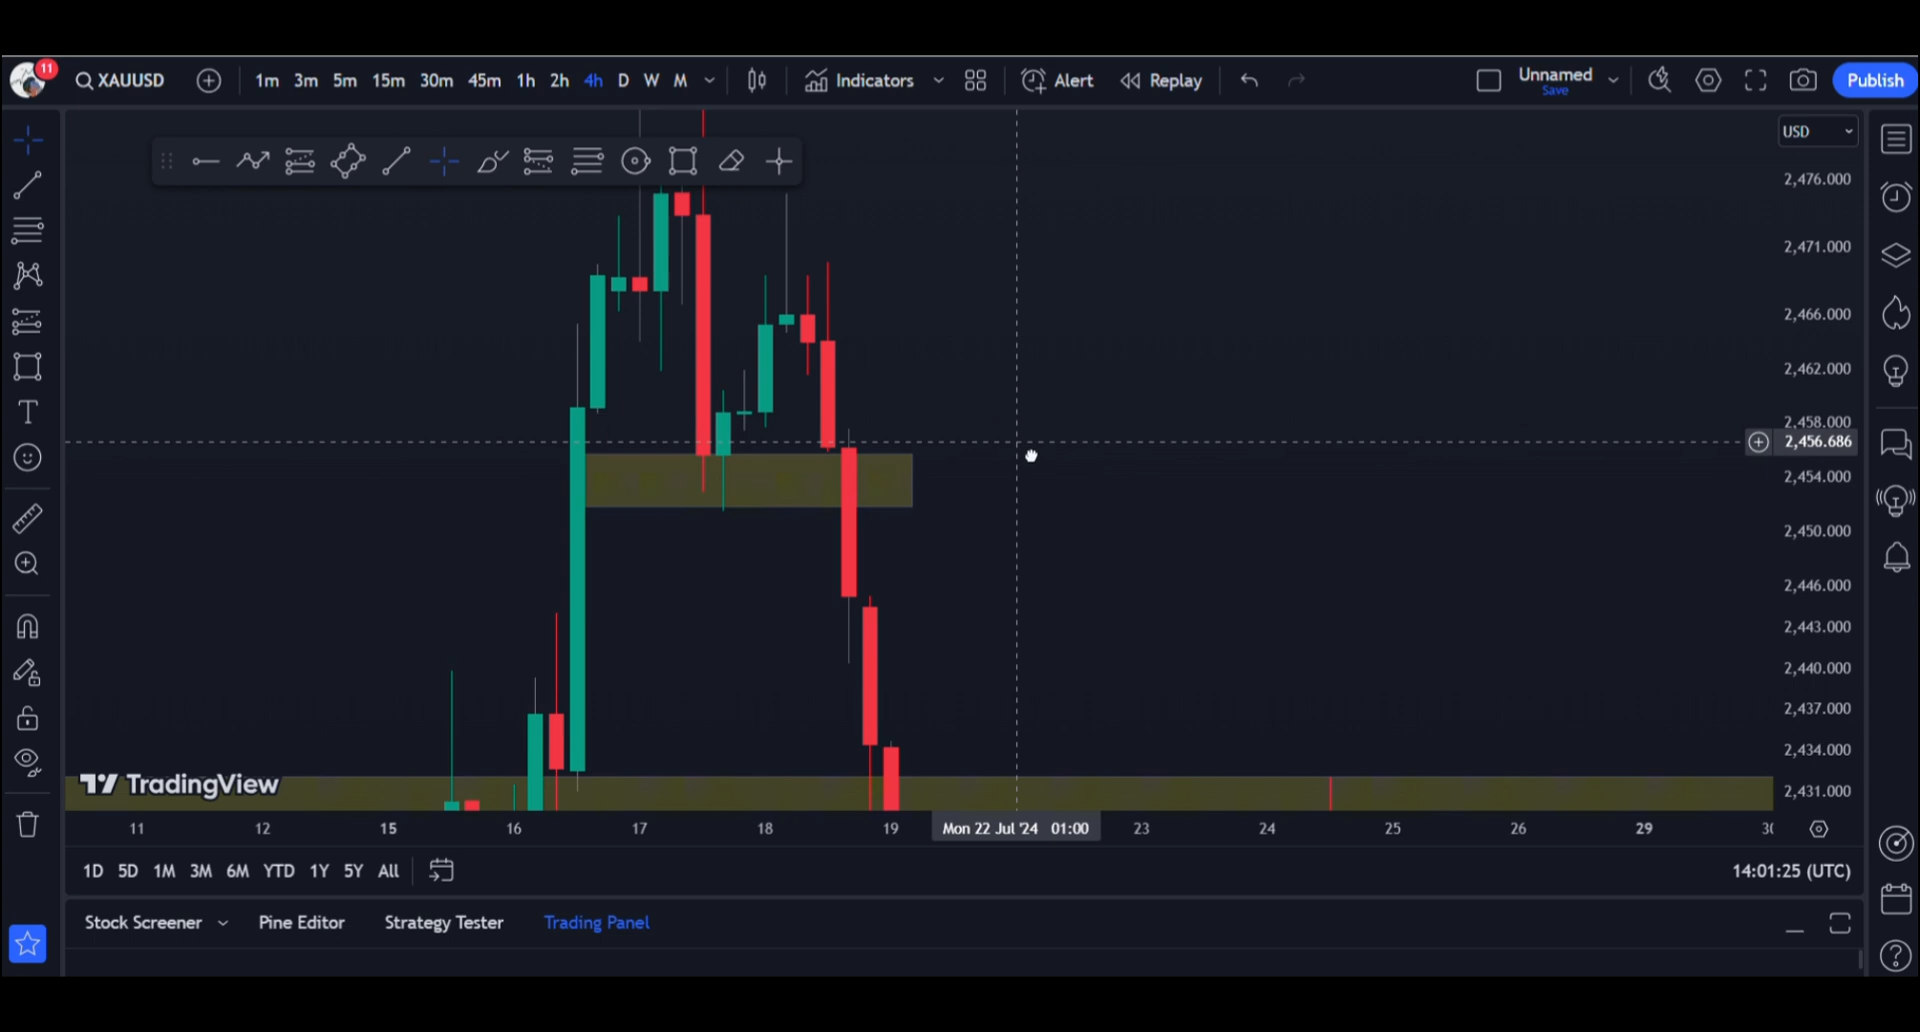 11
XAUUSD 1m 3m 5m 15m 30m 45m 1h 2h 4h D W M Indicators Alert Replay Unnamed Publish
Save
USD
2,476.000
2,471.000
2,466.000
2,462.000
2,458.000
2,456.686
2,454.000
2,450.000
2,446.000
2,443.000
2,440.000
2,437.000
2,434.000
TradingView
2,431.000
11 12 15 16 17 18 19 Mon 22 Jul '24 01:00 23 24 25 26 29
1D 5D 1M 3M 6M YTD 1Y 5Y All 14:01:25 (UTC)
Stock Screener Pine Editor Strategy Tester Trading Panel